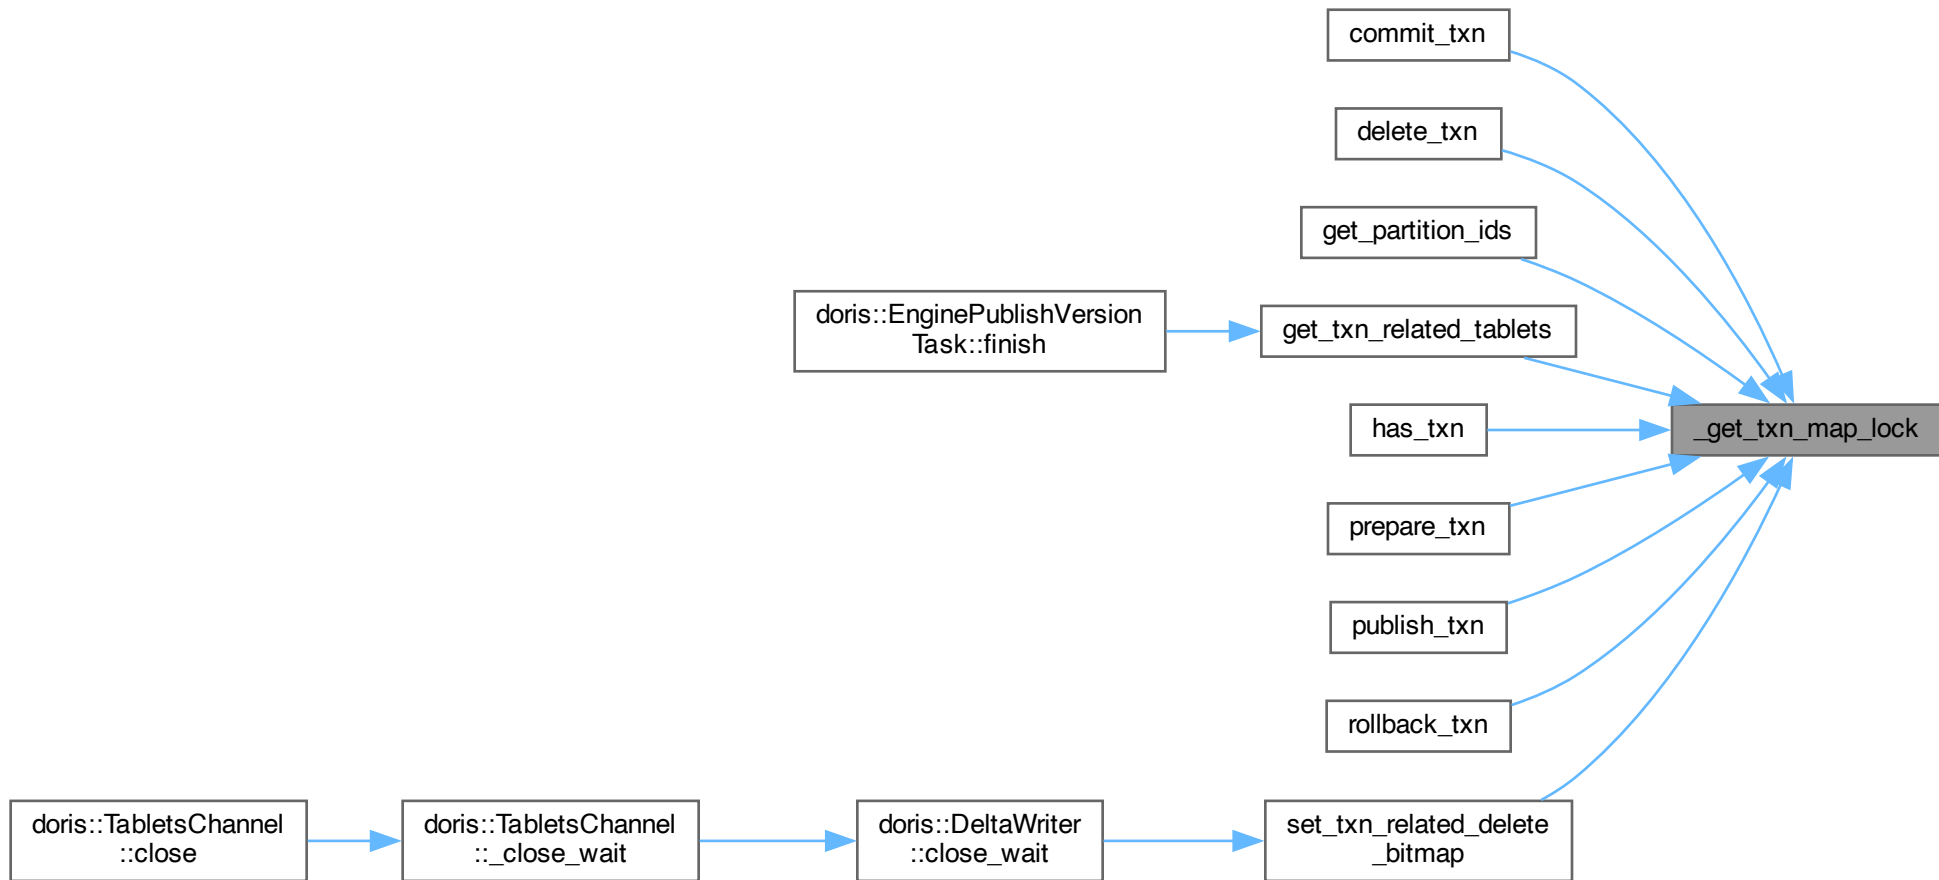 commit_txn
delete_txn
get_partition_ids
doris::EnginePublishVersion
Task::finish
get_txn_related_tablets
has_txn
_get_txn_map_lock
prepare_txn
publish_txn
rollback_txn
doris::TabletsChannel
::close
doris::TabletsChannel
::_close_wait
doris::DeltaWriter
::close_wait
set_txn_related_delete
_bitmap